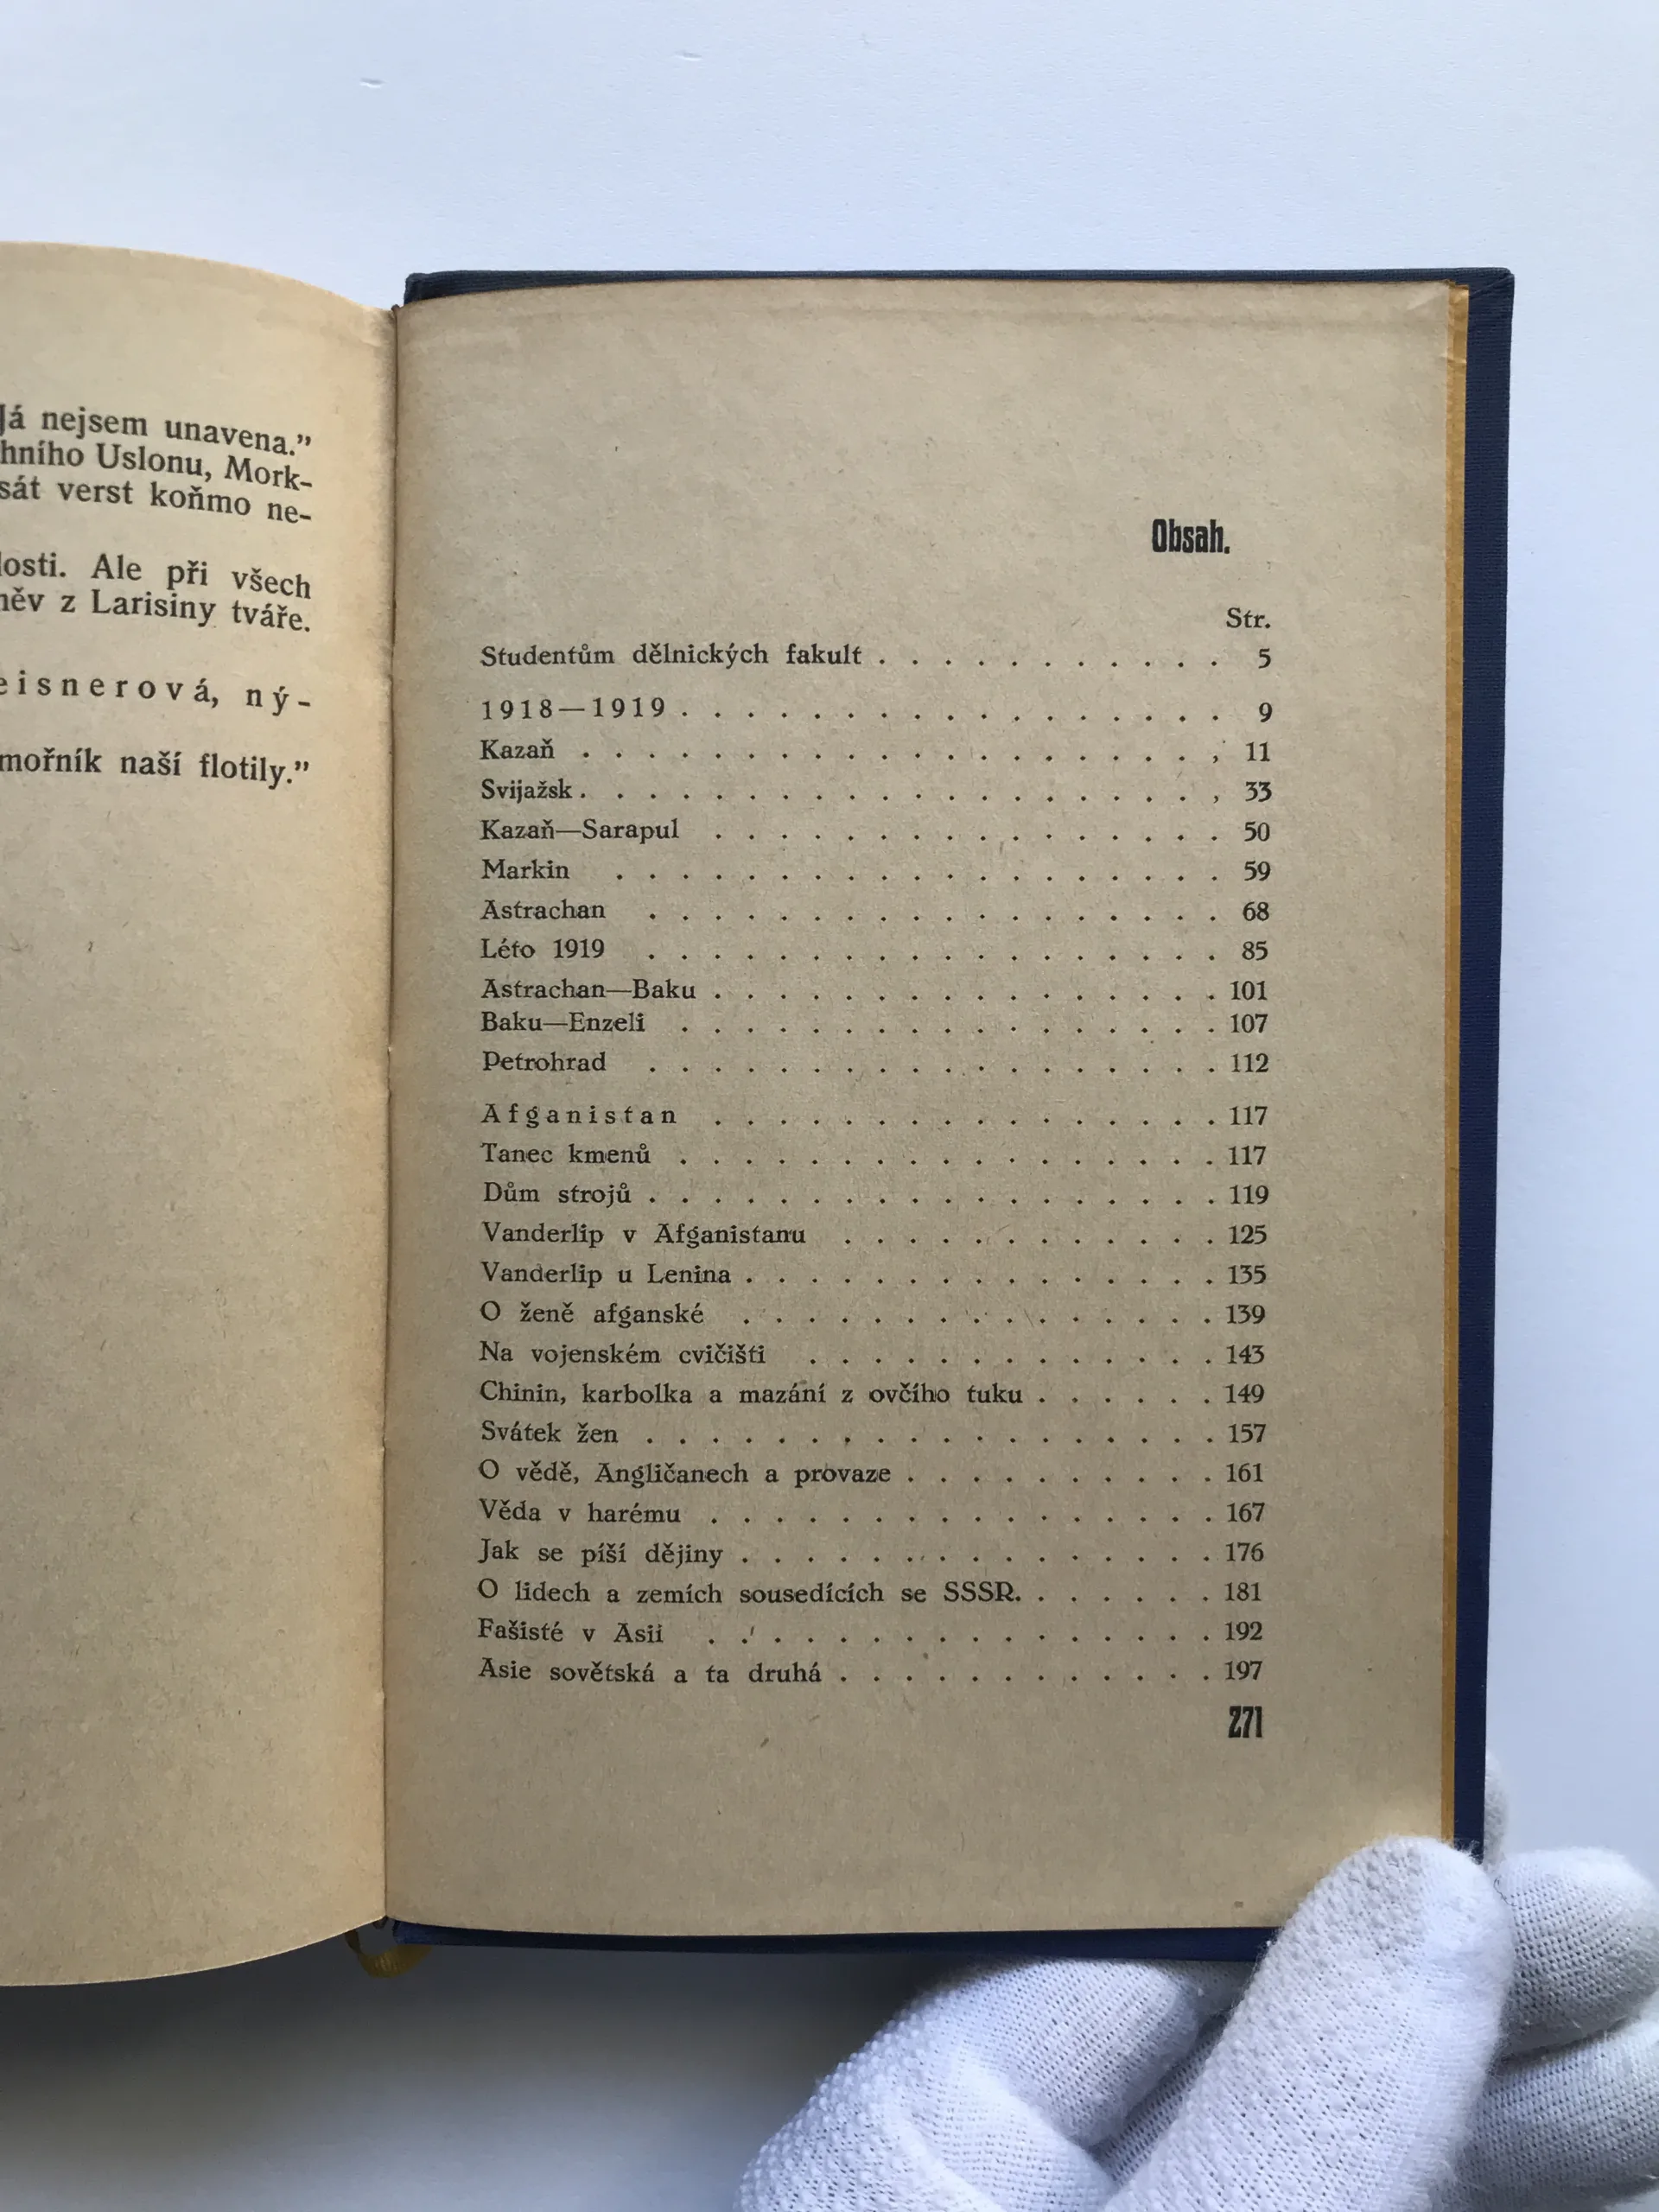 Já nejsem unavena.”
hního Uslonu, Mork-
sát verst koňmo ne-
losti. Ale při všech
něv z Larisiny tváře.
eisnerová, ný-
mořník naší flotily.”
Obsah.
Str.
Studentům dělnických fakult . . . . . . . . . . . 5
1918—1919 . . . . . . . . . . . . . . . . . 9
Kazaň . . . . . . . . . . . . . . . . . . . , 11
Svijažsk . . . . . . . . . . . . . . . . . . . , 33
Kazaň—Sarapul . . . . . . . . . . . . . . . . 50
Markin . . . . . . . . . . . . . . . . . . . 59
Astrachan . . . . . . . . . . . . . . . . . . 68
Léto 1919 . . . . . . . . . . . . . . . . . . 85
Astrachan—Baku . . . . . . . . . . . . . . . . 101
Baku—Enzeli . . . . . . . . . . . . . . . . . 107
Petrohrad . . . . . . . . . . . . . . . . . . 112
Afganistan . . . . . . . . . . . . . . . . 117
Tanec kmenů . . . . . . . . . . . . . . . . . 117
Dům strojů . . . . . . . . . . . . . . . . . . 119
Vanderlip v Afganistanu . . . . . . . . . . . . 125
Vanderlip u Lenina . . . . . . . . . . . . . . . 135
O ženě afganské . . . . . . . . . . . . . . . 139
Na vojenském cvičišti . . . . . . . . . . . . . 143
Chinin, karbolka a mazání z ovčího tuku . . . . . . 149
Svátek žen . . . . . . . . . . . . . . . . . . 157
O vědě, Angličanech a provaze . . . . . . . . . . 161
Věda v harému . . . . . . . . . . . . . . . . 167
Jak se píší dějiny . . . . . . . . . . . . . . . 176
O lidech a zemích sousedících se SSSR. . . . . . . 181
Fašisté v Asii . . . . . . . . . . . . . . . . 192
Asie sovětská a ta druhá . . . . . . . . . . . . 197
271